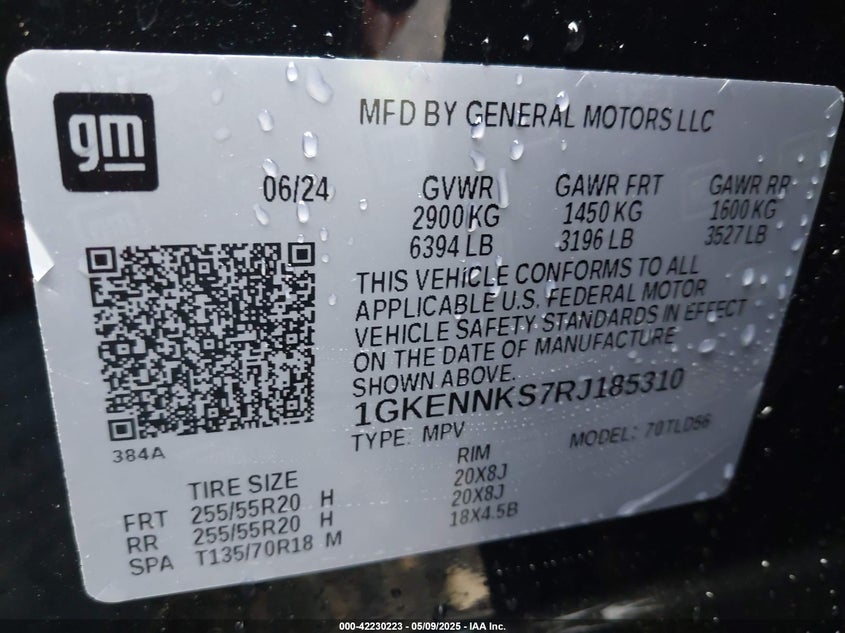 gm
MFD BY GENERAL MOTORS LLC
06/24 GVWR GAWR FRT GAWR RR
2900 KG 1450 KG 1600 KG
6394 LB 3196 LB 3527 LB
THIS VEHICLE CONFORMS TO ALL
APPLICABLE U.S. FEDERAL MOTOR
VEHICLE SAFETY STANDARDS IN EFFECT
ON THE DATE OF MANUFACTURE
SHOWN ABOVE.
1GKENNKS7RJ185310
TYPE: MPV MODEL: 70TLD56
384A
TIRE SIZE RIM
FRT 255/55R20 H 20X8J
RR 255/55R20 H 20X8J
SPA T135/70R18 M 18X4.5B
000-42230223 - 05/09/2025 - IAA Inc.